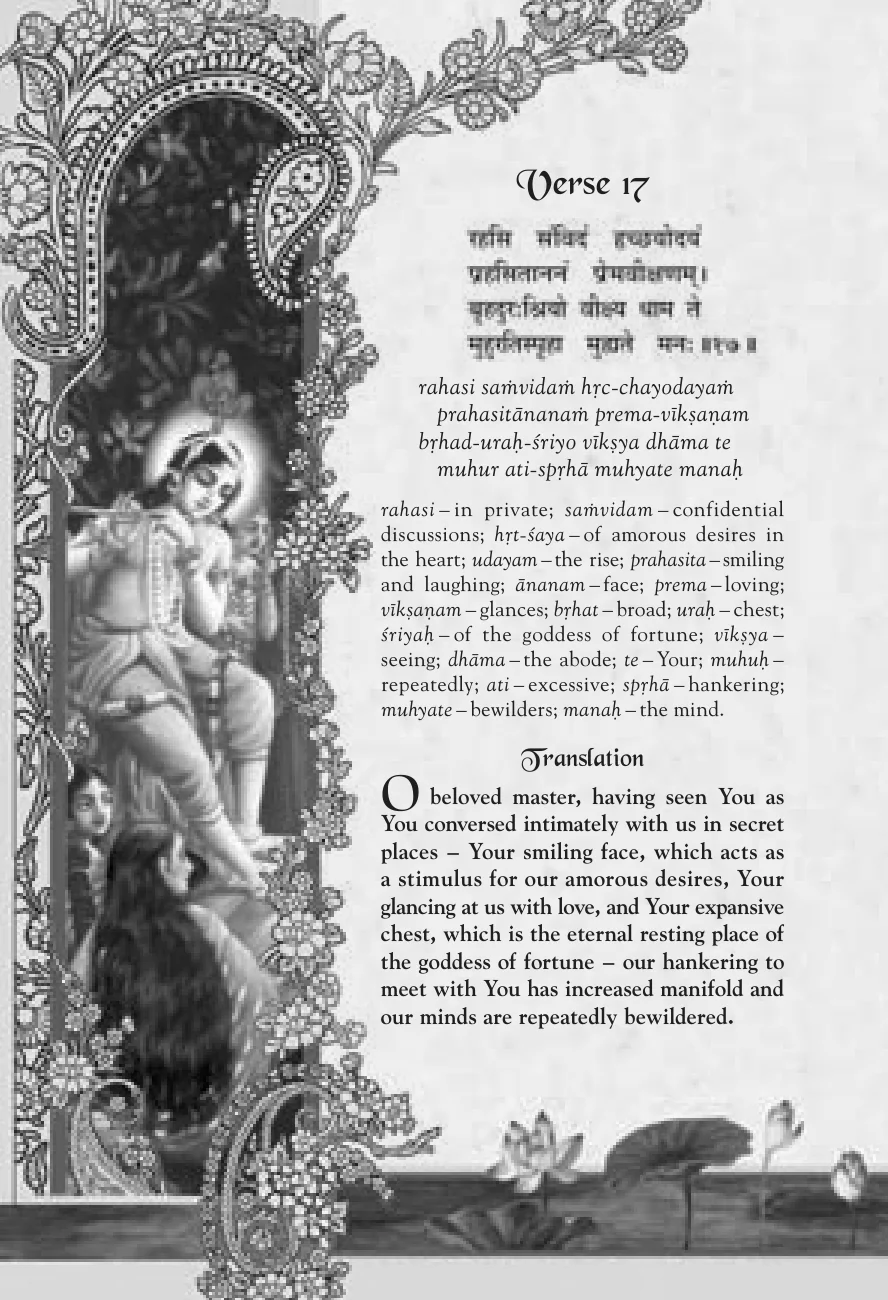 Verse 17
रहसि संविदं हृच्छयोदयं
प्रहसिताननं प्रेमवीक्षणम्।
बृहदुरःश्रियो वीक्ष्य धाम ते
मुहुरतिस्पृहा मुह्यते मनः॥१७॥
rahasi saṁvidaṁ hṛc-chayodayaṁ
prahasitānanaṁ prema-vīkṣaṇam
bṛhad-uraḥ-śriyo vīkṣya dhāma te
muhur ati-spṛhā muhyate manaḥ
rahasi – in private; saṁvidam – confidential
discussions; hṛt-śaya – of amorous desires in
the heart; udayam – the rise; prahasita – smiling
and laughing; ānanam – face; prema – loving;
vīkṣaṇam – glances; bṛhat – broad; uraḥ – chest;
śriyaḥ – of the goddess of fortune; vīkṣya –
seeing; dhāma – the abode; te – Your; muhuḥ –
repeatedly; ati – excessive; spṛhā – hankering;
muhyate – bewilders; manaḥ – the mind.
Translation
O beloved master, having seen You as
You conversed intimately with us in secret
places – Your smiling face, which acts as
a stimulus for our amorous desires, Your
glancing at us with love, and Your expansive
chest, which is the eternal resting place of
the goddess of fortune – our hankering to
meet with You has increased manifold and
our minds are repeatedly bewildered.